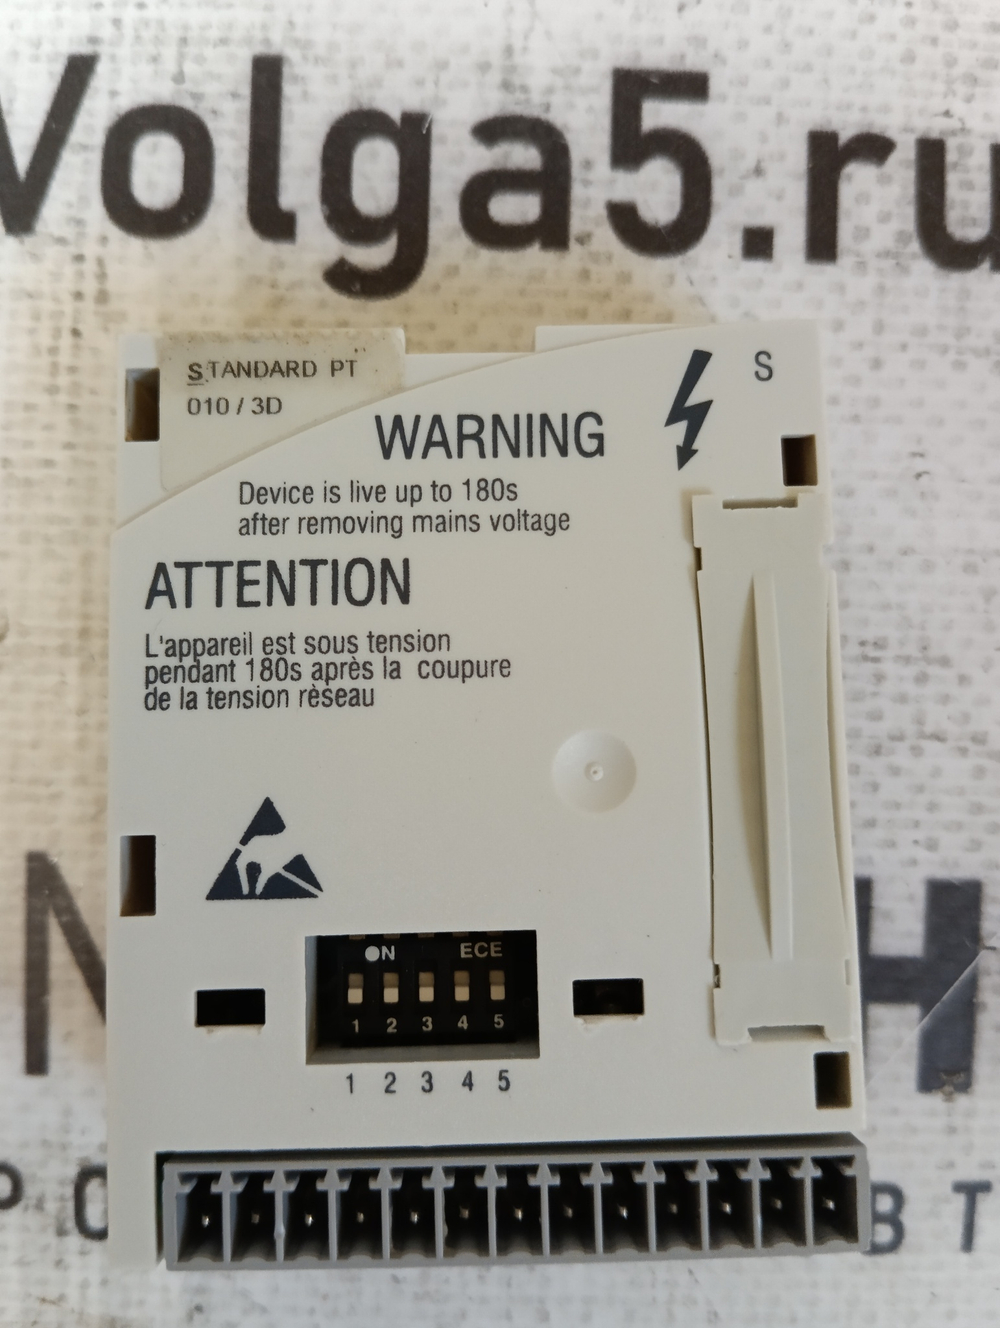 Volga5.ru
STANDARD PT
010 / 3D
S
WARNING
Device is live up to 180s
after removing mains voltage
ATTENTION
L'appareil est sous tension
pendant 180s après la coupure
de la tension rèseau
ON ECE
1 2 3 4 5
1 2 3 4 5